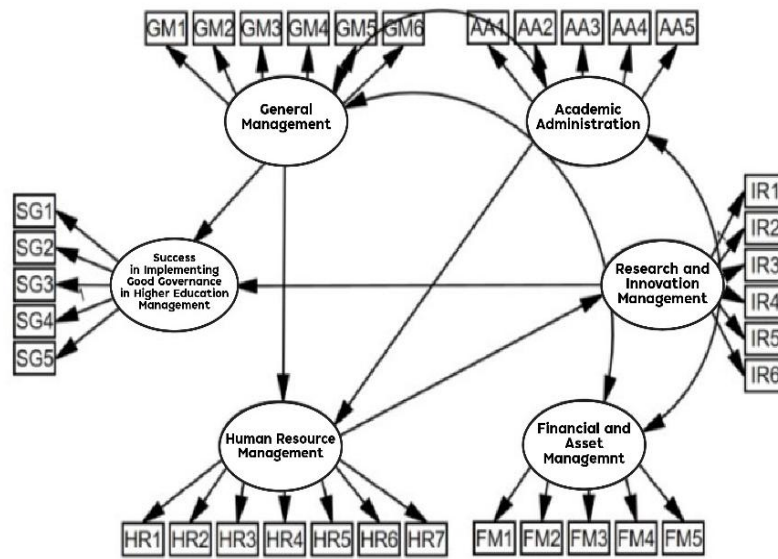 GM1 GM2 GM3 GM4 GM5 GM6
AA1 AA2 AA3 AA4 AA5
General
Management
Academic
Administration
SG1
SG2
SG3
SG4
SG5
Success
in Implementing
Good Governance
in Higher Education
Management
Research and
Innovation
Management
IR1
IR2
IR3
IR4
IR5
IR6
Human Resource
Management
Financial and
Asset
Managemnt
HR1 HR2 HR3 HR4 HR5 HR6 HR7
FM1 FM2 FM3 FM4 FM5